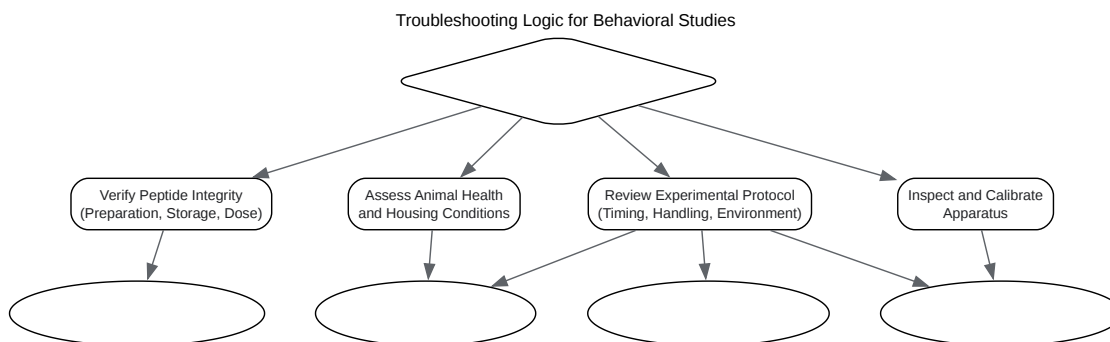 Troubleshooting Logic for Behavioral Studies
Verify Peptide Integrity
(Preparation, Storage, Dose)
Assess Animal Health
and Housing Conditions
Review Experimental Protocol
(Timing, Handling, Environment)
Inspect and Calibrate
Apparatus